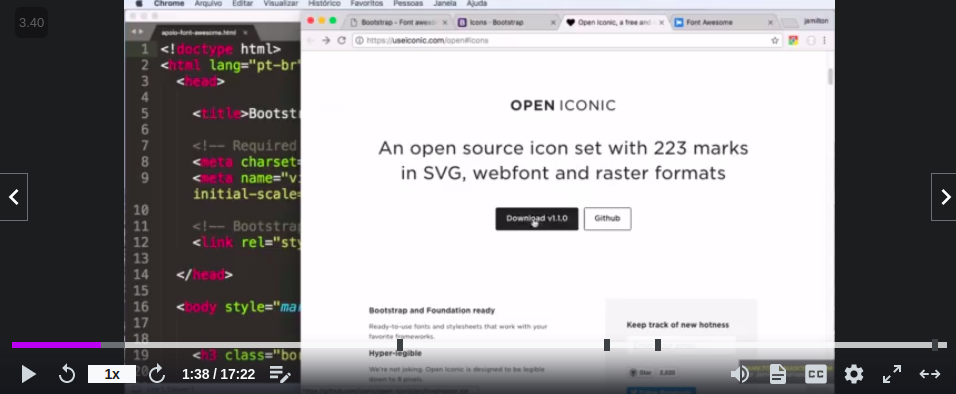 3.40
Chrome Arquivo Editar Visualizar Histórico Favoritos Pessoas Janela Ajuda
apolo-font-awesome.html
Bootstrap - Font aweso
Icons · Bootstrap
Open Iconic, a free and
Font Awesome
jamilton
https://useiconic.com/open#icons
1 <!doctype html>
2 <html lang="pt-br"
3 <head>
4
5 <title>Bootstr
6
7 <!-- Required
8 <meta charset=
9 <meta name="vi
initial-scale=
10
11 <!-- Bootstrap
12 <link rel="sty
13
14 </head>
15
16 <body style="mar
17
18
19 <h3 class="bor
20
OPEN ICONIC
An open source icon set with 223 marks
in SVG, webfont and raster formats
Download v1.1.0
Github
Bootstrap and Foundation ready
Ready-to-use fonts and stylesheets that work with your
favorite frameworks.
Hyper-legible
We're not joking. Open Iconic is designed to be legible
down to 8 pixels.
Keep track of new hotness
Star
1x
1:38 / 17:22
CC